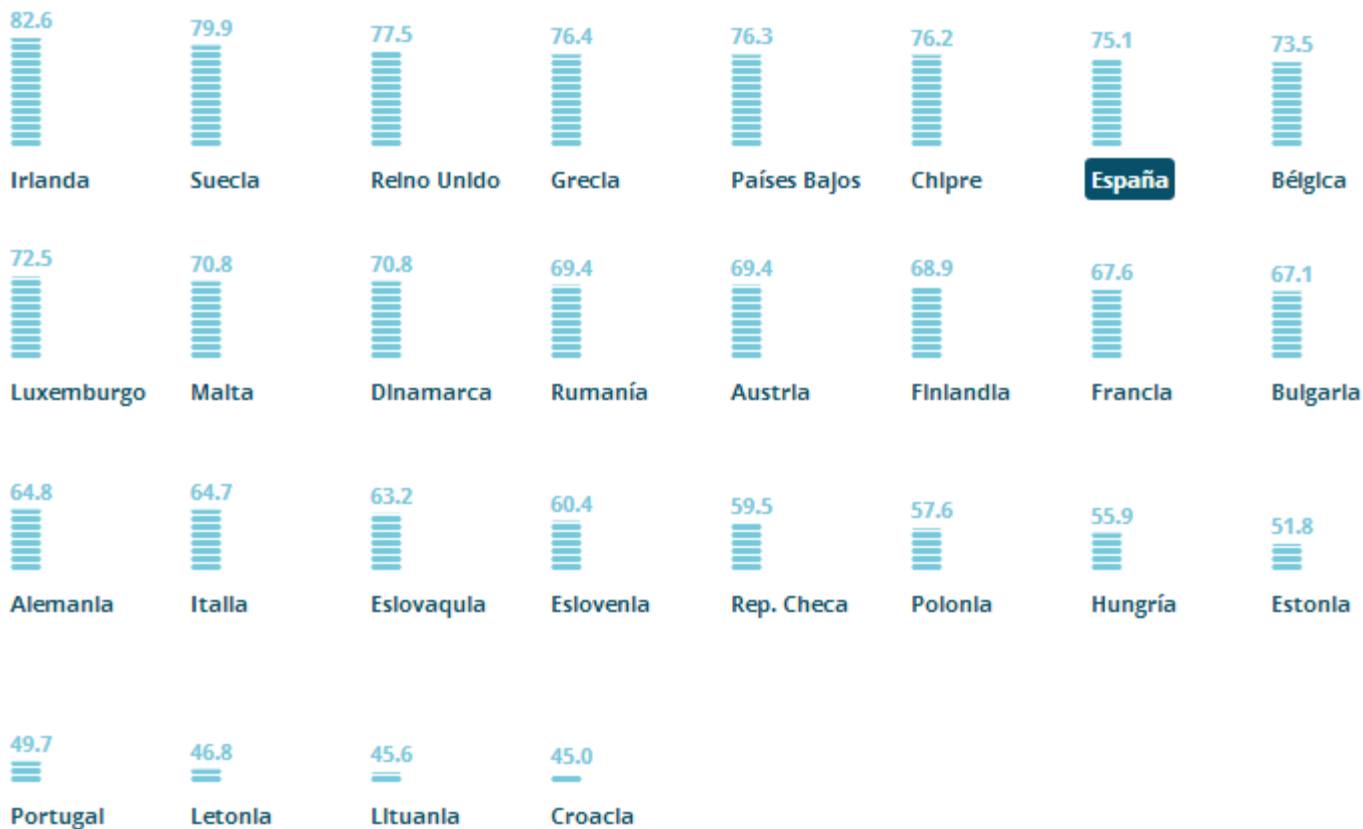 82.6 79.9 77.5 76.4 76.3 76.2 75.1 73.5
Irlanda Suecia Reino Unido Grecia Países Bajos Chipre España Bélgica
72.5 70.8 70.8 69.4 69.4 68.9 67.6 67.1
Luxemburgo Malta Dinamarca Rumanía Austria Finlandia Francia Bulgaria
64.8 64.7 63.2 60.4 59.5 57.6 55.9 51.8
Alemania Italia Eslovaquia Eslovenia Rep. Checa Polonia Hungría Estonia
49.7 46.8 45.6 45.0
Portugal Letonia Lituania Croacia